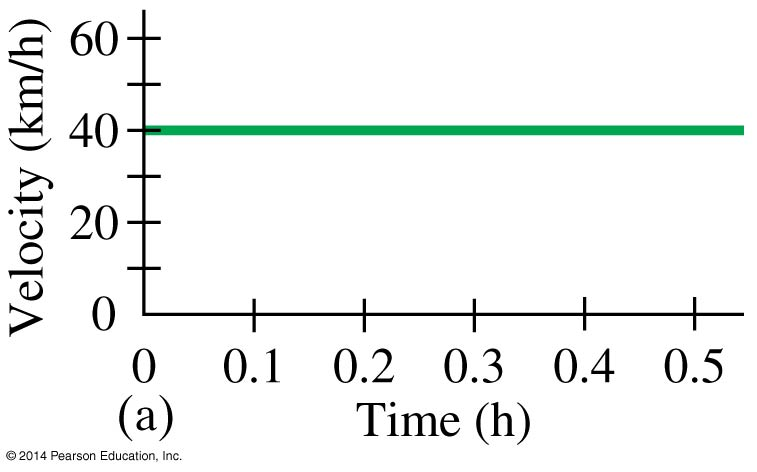 Velocity (km/h)
60
40
20
0
0 0.1 0.2 0.3 0.4 0.5
(a) Time (h)
© 2014 Pearson Education, Inc.